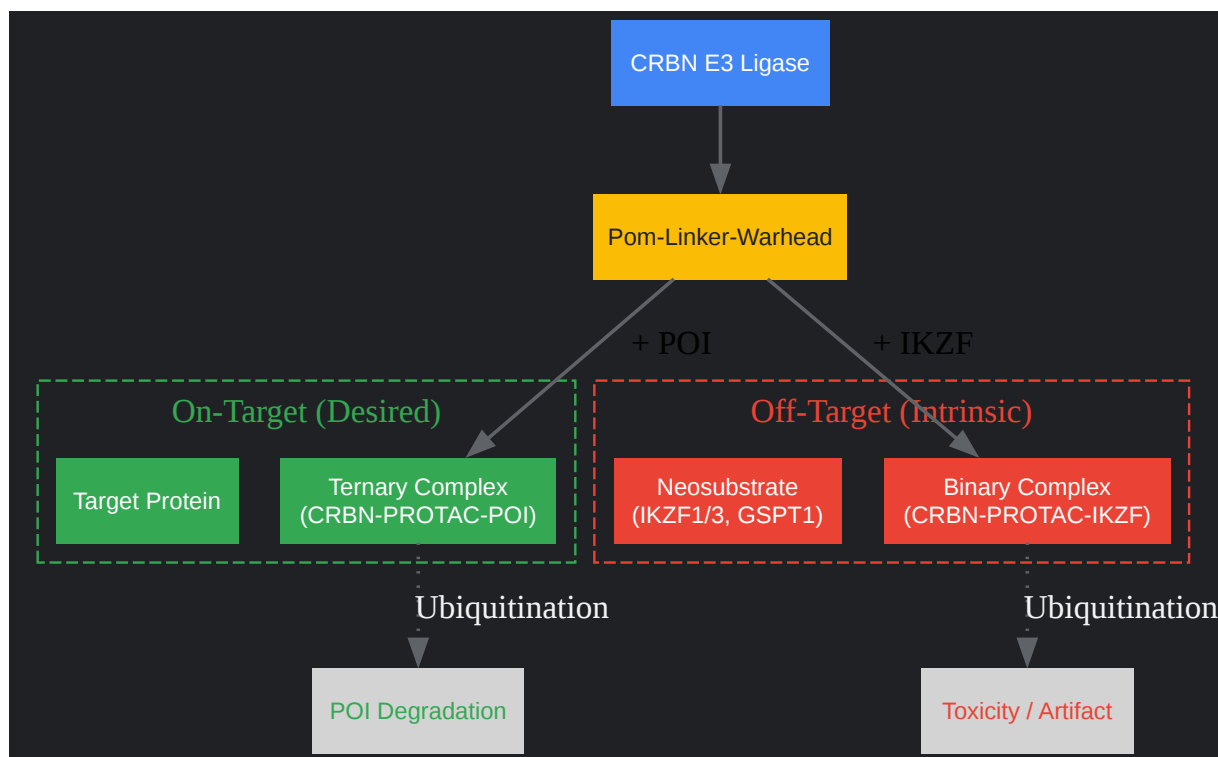 CRBN E3 Ligase
Pom-Linker-Warhead
+ POI
+ IKZF
On-Target (Desired)
Off-Target (Intrinsic)
Target Protein
Ternary Complex
(CRBN-PROTAC-POI)
Neosubstrate
(IKZF1/3, GSPT1)
Binary Complex
(CRBN-PROTAC-IKZF)
Ubiquitination
Ubiquitination
POI Degradation
Toxicity / Artifact